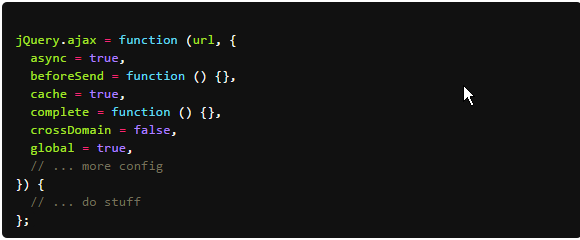 jQuery.ajax = function (url, {
  async = true,
  beforeSend = function () {},
  cache = true,
  complete = function () {},
  crossDomain = false,
  global = true,
  // ... more config
}) {
  // ... do stuff
};